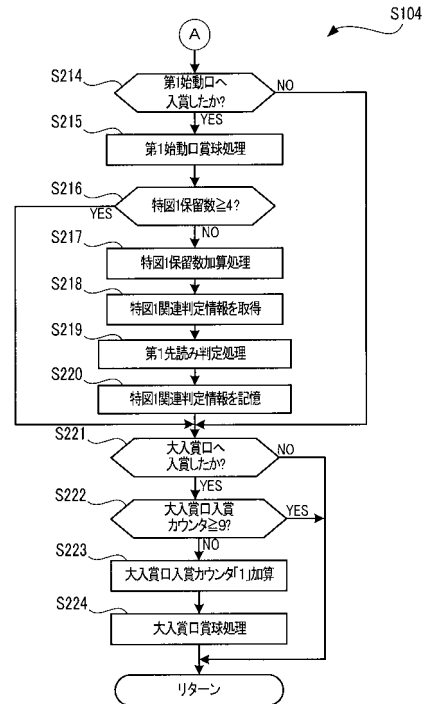 S104
A
S214
第1始動口へ
入賞したか?
NO
YES
S215
第1始動口賞球処理
S216
特図1保留数≧4?
YES
NO
S217
特図1保留数加算処理
S218
特図1関連判定情報を取得
S219
第1先読み判定処理
S220
特図1関連判定情報を記憶
S221
大入賞口へ
入賞したか?
NO
YES
S222
大入賞口入賞
カウンタ≧9?
YES
NO
S223
大入賞口入賞カウンタ「1」加算
S224
大入賞口賞球処理
リターン